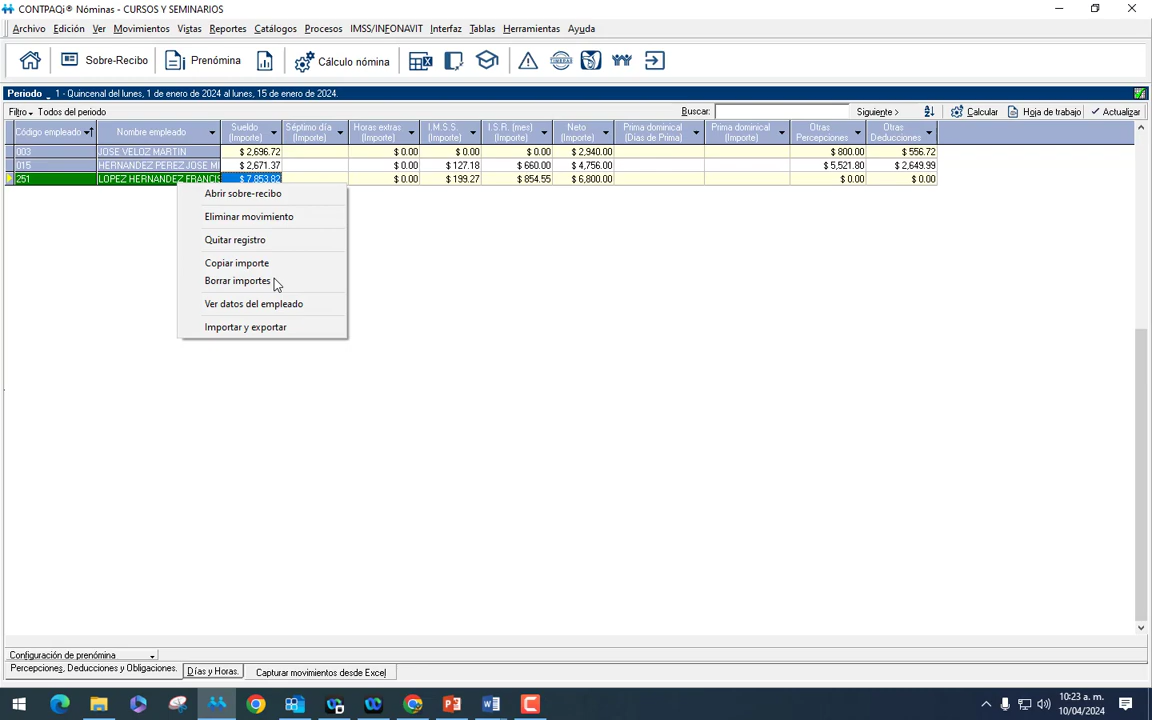 CONTPAQi® Nóminas - CURSOS Y SEMINARIOS
Archivo Edición Ver Movimientos Vistas Reportes Catálogos Procesos IMSS/INFONAVIT Interfaz Tablas Herramientas Ayuda
Sobre-Recibo Prenómina Cálculo nómina
Periodo 1 - Quincenal del lunes, 1 de enero de 2024 al lunes, 15 de enero de 2024.
Filtro Todos del periodo Buscar: Siguiente > Calcular Hoja de trabajo Actualizar
Código empleado Nombre empleado Sueldo (Importe) Séptimo día (Importe) Horas extras (Importe) I.M.S.S. (Importe) I.S.R. (mes) (Importe) Neto (Importe) Prima dominical (Días de Prima) Prima dominical (Importe) Otras Percepciones Otras Deducciones
003 JOSE VELOZ MARTIN $ 2,696.72 $ 0.00 $ 0.00 $ 0.00 $ 2,940.00 $ 800.00 $ 556.72
015 HERNANDEZ PEREZ JOSE MI $ 2,671.37 $ 0.00 $ 127.18 $ 660.00 $ 4,756.00 $ 5,521.80 $ 2,649.99
251 LOPEZ HERNANDEZ FRANCIS $ 7,853.82 $ 0.00 $ 199.27 $ 854.55 $ 6,800.00 $ 0.00 $ 0.00
Abrir sobre-recibo
Eliminar movimiento
Quitar registro
Copiar importe
Borrar importes
Ver datos del empleado
Importar y exportar
Configuración de prenómina
Percepciones, Deducciones y Obligaciones. Días y Horas. Capturar movimientos desde Excel
10:23 a. m.
10/04/2024